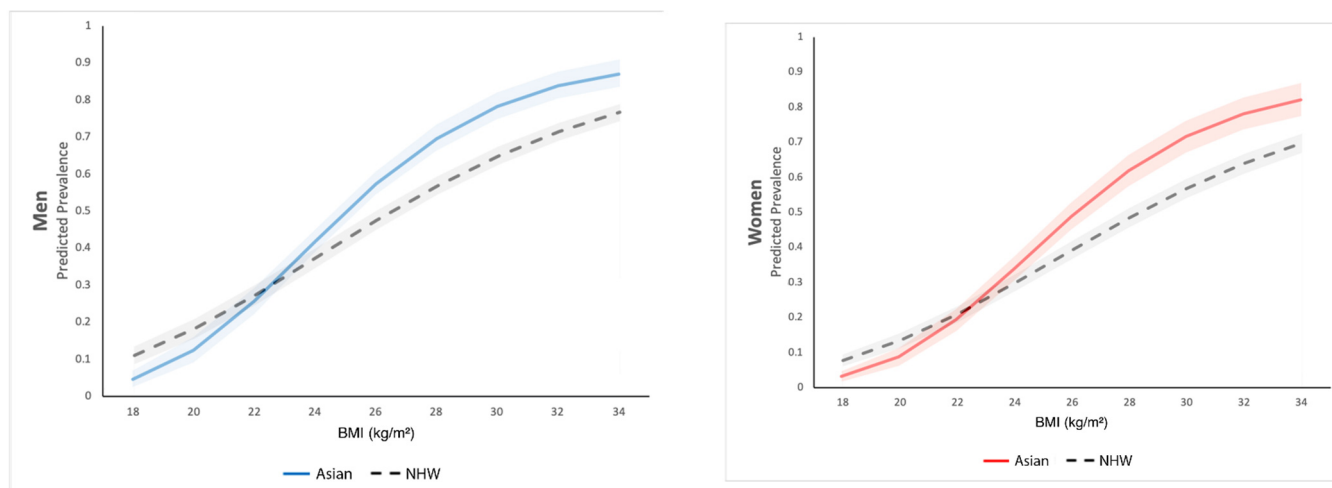 Men
Predicted Prevalence
1
0.9
0.8
0.7
0.6
0.5
0.4
0.3
0.2
0.1
0
18 20 22 24 26 28 30 32 34
BMI (kg/m²)
Asian NHW
Women
Predicted Prevalence
1
0.9
0.8
0.7
0.6
0.5
0.4
0.3
0.2
0.1
0
18 20 22 24 26 28 30 32 34
BMI (kg/m²)
Asian NHW